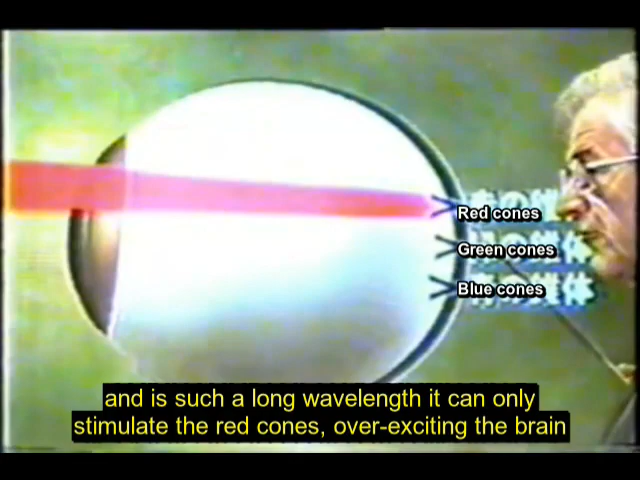 Red cones
Green cones
Blue cones
and is such a long wavelength it can only
stimulate the red cones, over-exciting the brain